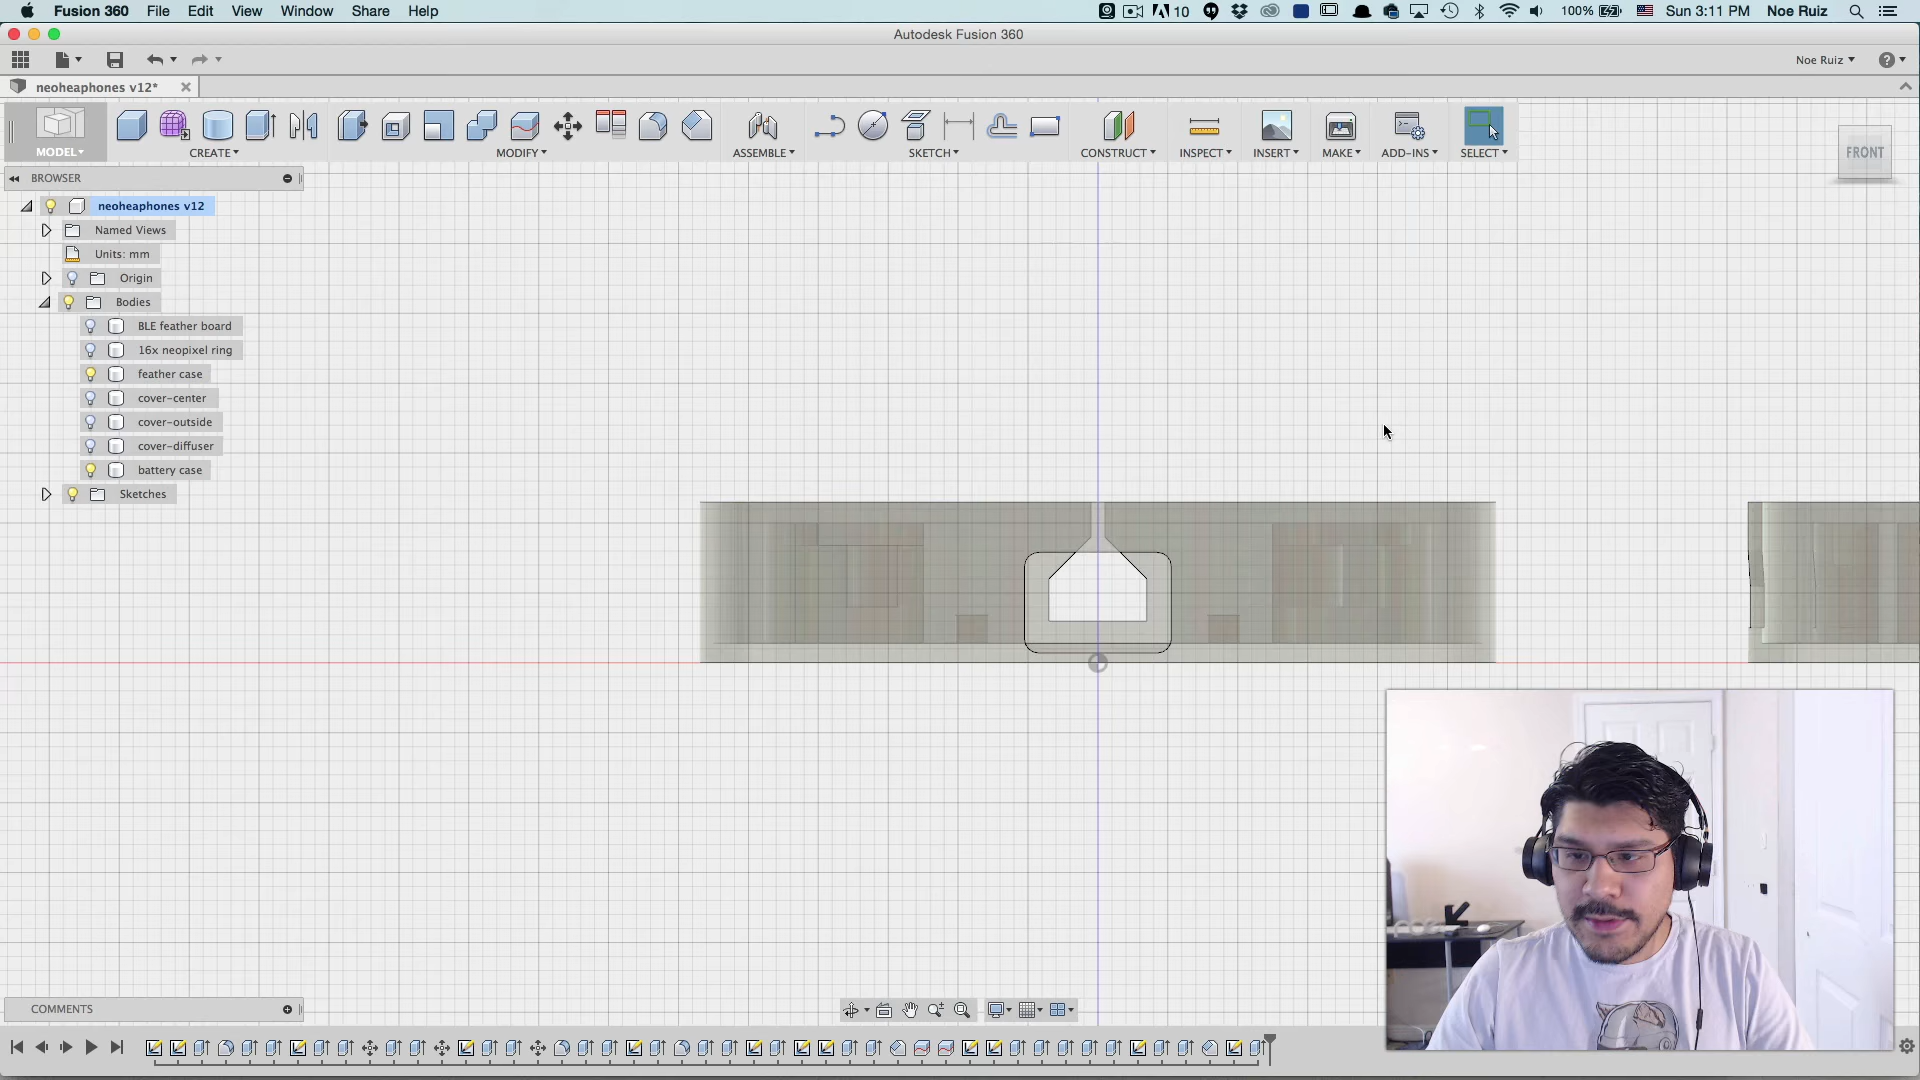 Fusion 360 File Edit View Window Share Help 10 100% Sun 3:11 PM Noe Ruiz
Autodesk Fusion 360
Noe Ruiz
neoheaphones v12*
MODEL CREATE MODIFY ASSEMBLE SKETCH CONSTRUCT INSPECT INSERT MAKE ADD-INS SELECT
FRONT
BROWSER
neoheaphones v12
Named Views
Units: mm
Origin
Bodies
BLE feather board
16x neopixel ring
feather case
cover-center
cover-outside
cover-diffuser
battery case
Sketches
COMMENTS